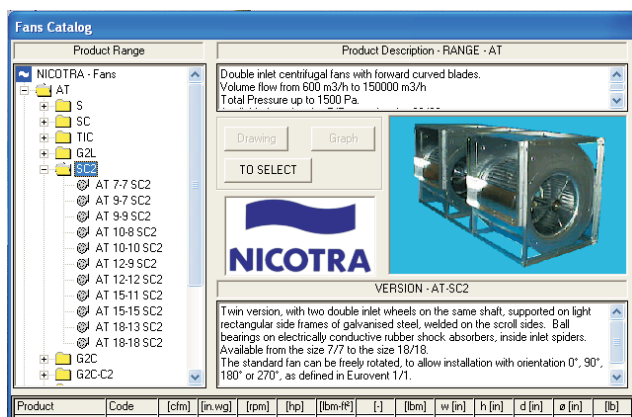 Fans Catalog
Product Range
NICOTRA - Fans
AT
S
SC
TIC
G2L
SC2
AT 7-7 SC2
AT 9-7 SC2
AT 9-9 SC2
AT 10-8 SC2
AT 10-10 SC2
AT 12-9 SC2
AT 12-12 SC2
AT 15-11 SC2
AT 15-15 SC2
AT 18-13 SC2
AT 18-18 SC2
G2C
G2C-C2
Product Description - RANGE - AT
Double inlet centrifugal fans with forward curved blades.
Volume flow from 600 m3/h to 150000 m3/h
Total Pressure up to 1500 Pa.
Drawing Graph
TO SELECT
NICOTRA
VERSION - AT-SC2
Twin version, with two double inlet wheels on the same shaft, supported on light
rectangular side frames of galvanised steel, welded on the scroll sides. Ball
bearings on electrically conductive rubber shock absorbers, inside inlet spiders.
Available from the size 7/7 to the size 18/18.
The standard fan can be freely rotated, to allow installation with orientation 0°, 90°,
180° or 270°, as defined in Eurovent 1/1.
Product Code [cfm] [in.wg] [rpm] [hp] [lbm-ft²] [-] [lbm] w [in] h [in] d [in] ø [in] [lb]